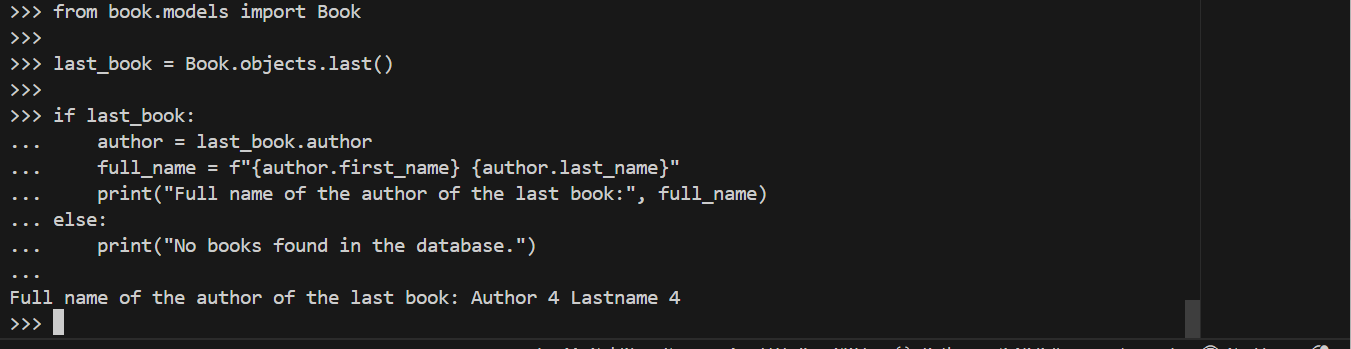 >>> from book.models import Book
>>>
>>> last_book = Book.objects.last()
>>>
>>> if last_book:
...     author = last_book.author
...     full_name = f"{author.first_name} {author.last_name}"
...     print("Full name of the author of the last book:", full_name)
... else:
...     print("No books found in the database.")
...
Full name of the author of the last book: Author 4 Lastname 4
>>>